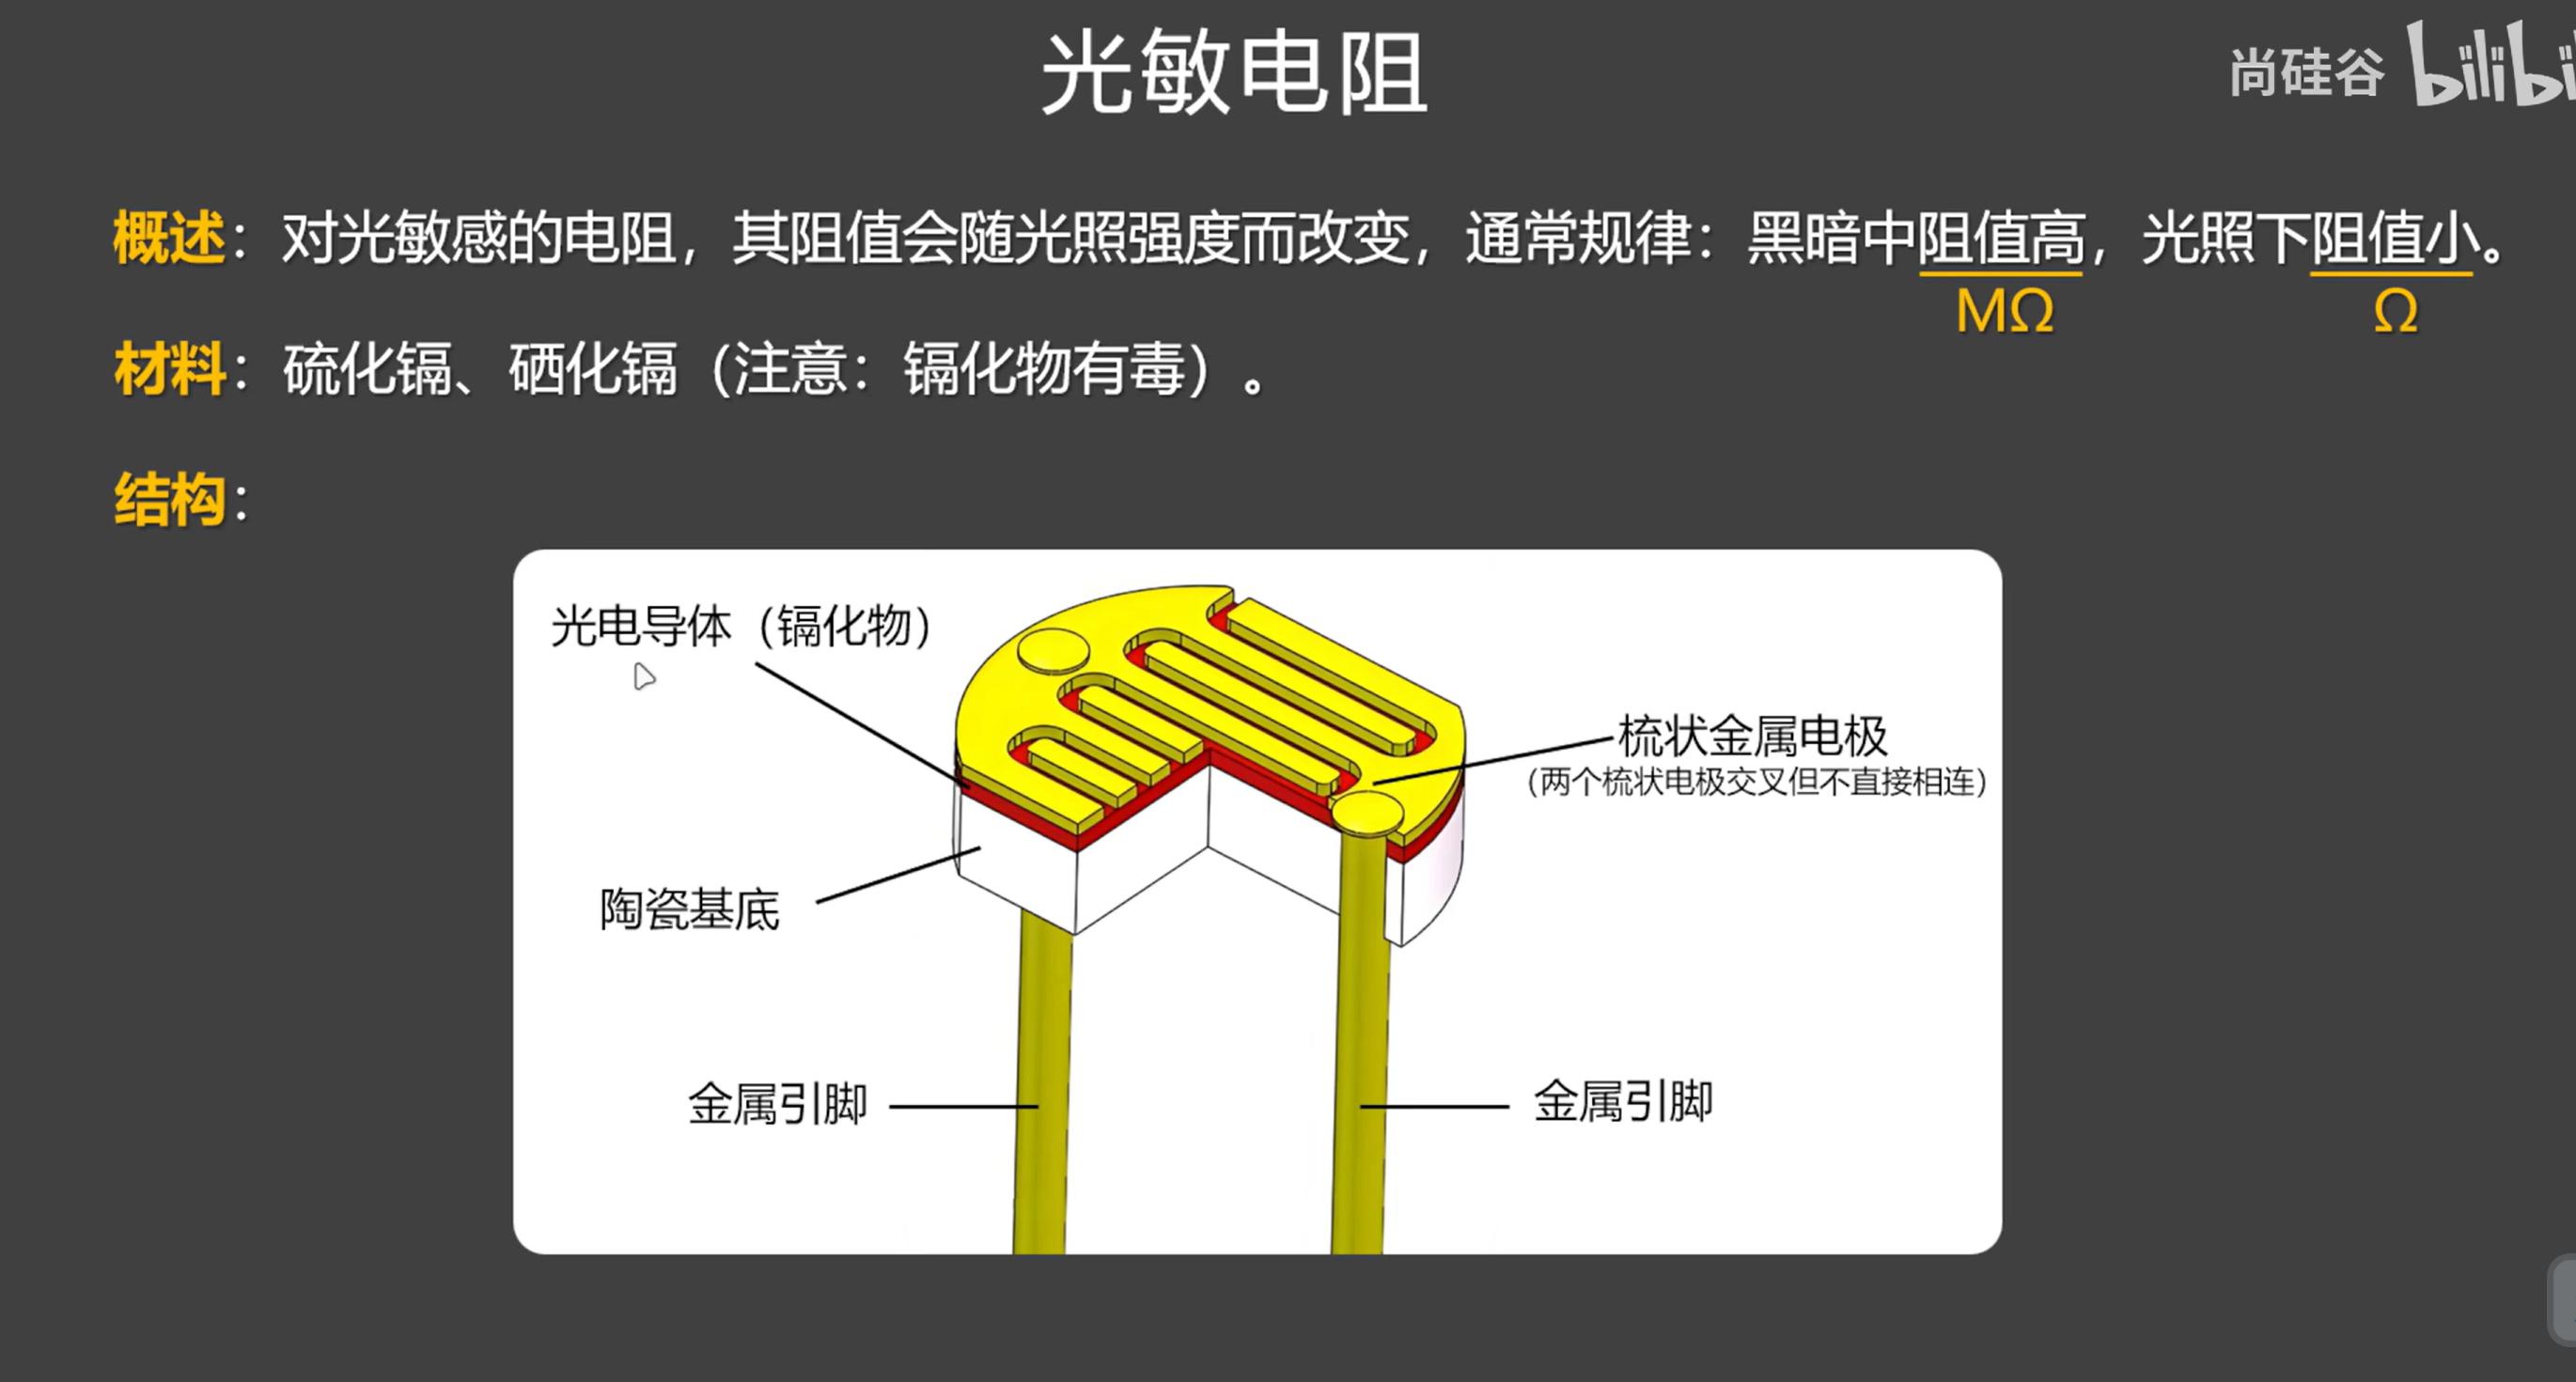 光敏电阻
尚硅谷 bilibi
概述：对光敏感的电阻，其阻值会随光照强度而改变，通常规律：黑暗中阻值高，光照下阻值小。
MΩ Ω
材料：硫化镉、硒化镉（注意：镉化物有毒）。
结构：
光电导体（镉化物）
梳状金属电极
（两个梳状电极交叉但不直接相连）
陶瓷基底
金属引脚 金属引脚